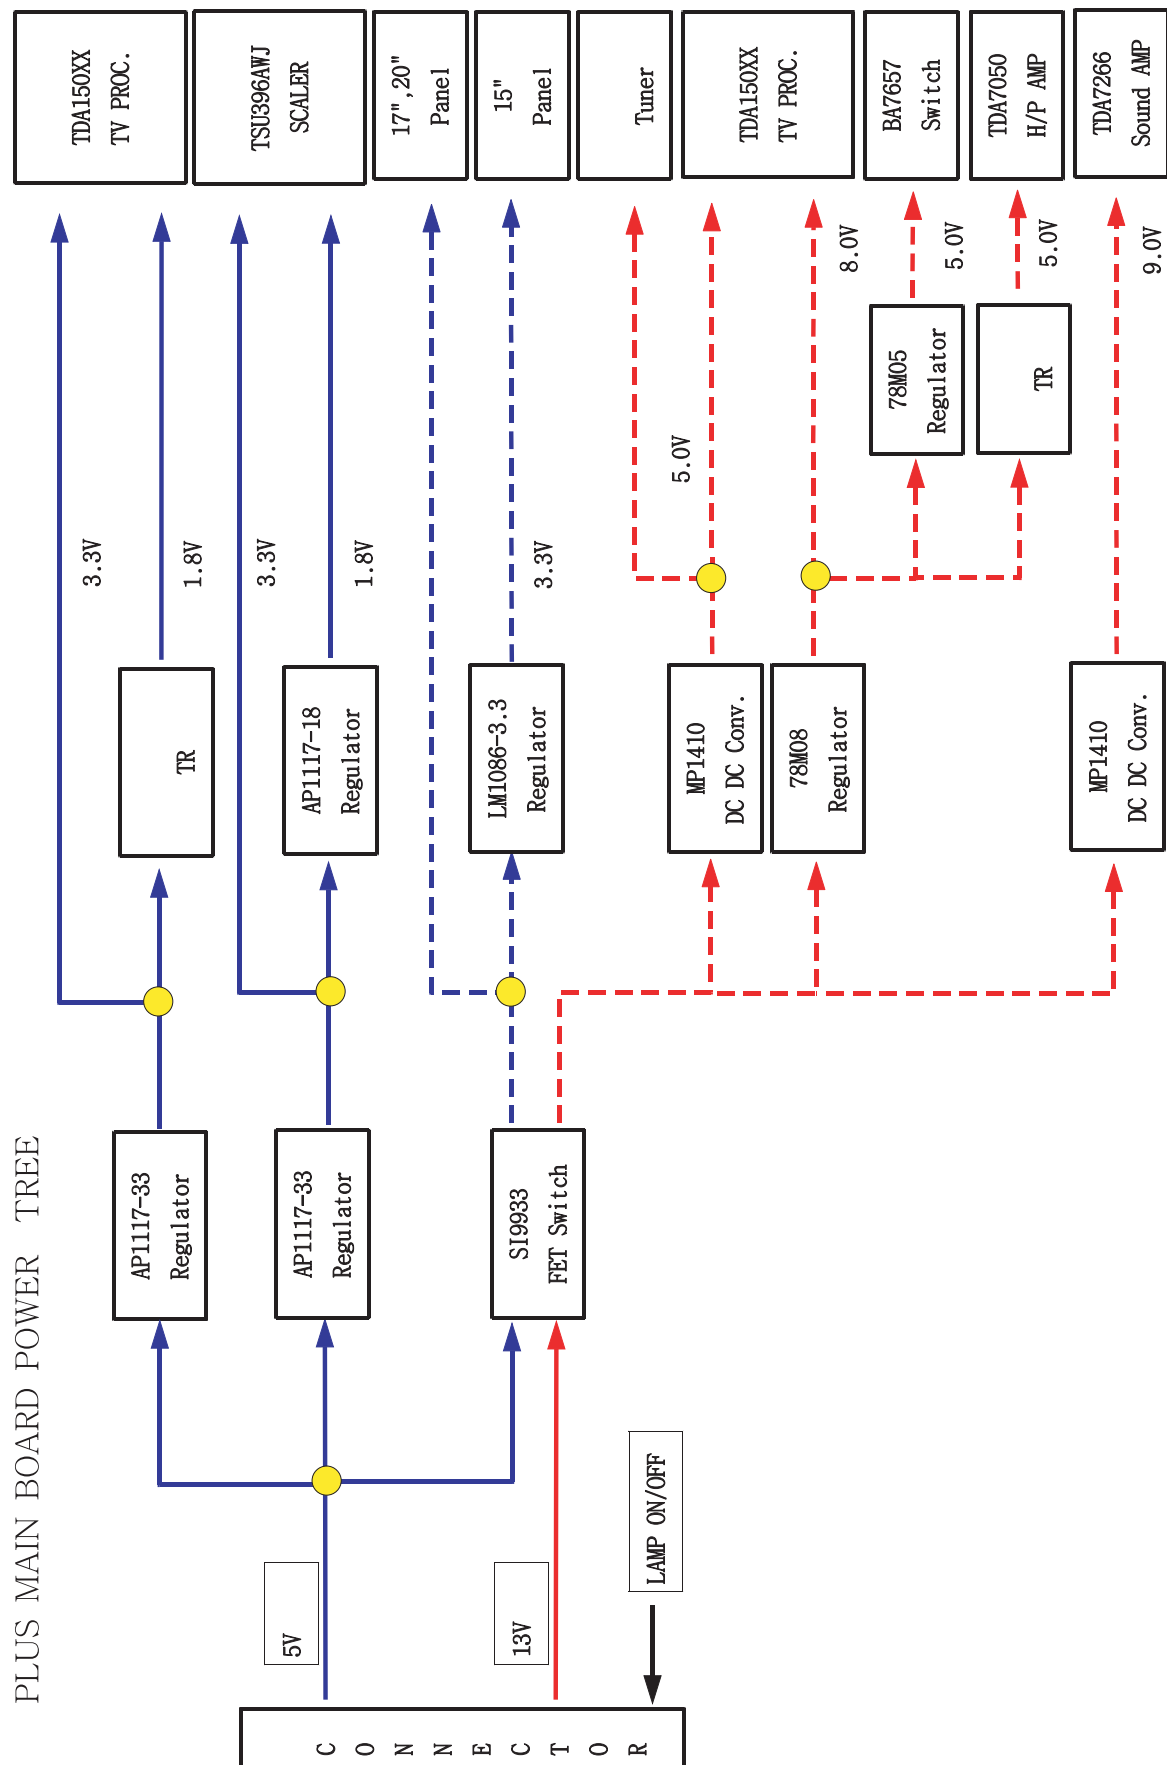 PLUS MAIN BOARD POWER TREE
CONNECTOR
5V
13V
LAMP ON/OFF
AP1117-33
Regulator
AP1117-33
Regulator
SI9933
FET Switch
TR
AP1117-18
Regulator
LM1086-3.3
Regulator
MP1410
DC DC Conv.
78M08
Regulator
MP1410
DC DC Conv.
3.3V
1.8V
3.3V
1.8V
3.3V
5.0V
78M05
Regulator
TR
8.0V
5.0V
5.0V
9.0V
TDA150XX
TV PROC.
TSU396AWJ
SCALER
17",20"
Panel
15"
Panel
Tuner
TDA150XX
TV PROC.
BA7657
Switch
TDA7050
H/P AMP
TDA7266
Sound AMP